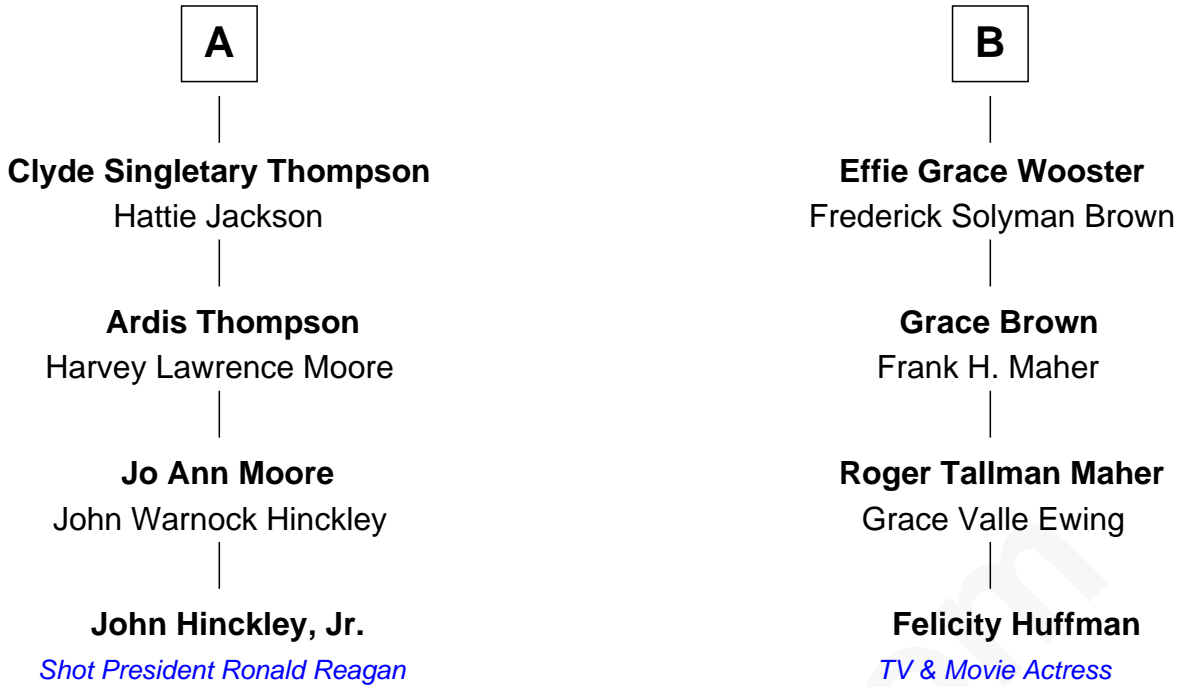 A
B
Clyde Singletary Thompson
Hattie Jackson
Effie Grace Wooster
Frederick Solyman Brown
Ardis Thompson
Harvey Lawrence Moore
Grace Brown
Frank H. Maher
Jo Ann Moore
John Warnock Hinckley
Roger Tallman Maher
Grace Valle Ewing
John Hinckley, Jr.
Shot President Ronald Reagan
Felicity Huffman
TV & Movie Actress